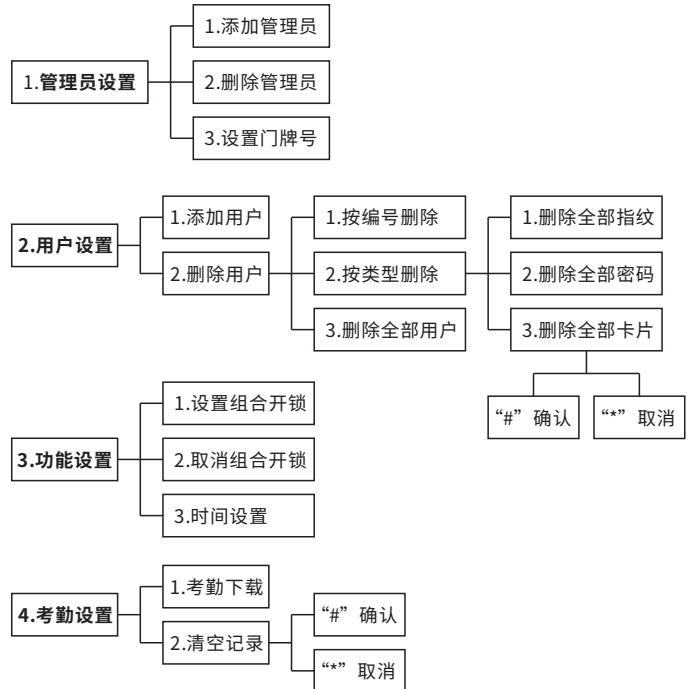 1.管理员设置
1.添加管理员
2.删除管理员
3.设置门牌号
2.用户设置
1.添加用户
2.删除用户
1.按编号删除
2.按类型删除
3.删除全部用户
1.删除全部指纹
2.删除全部密码
3.删除全部卡片
“#”确认
“*”取消
3.功能设置
1.设置组合开锁
2.取消组合开锁
3.时间设置
4.考勤设置
1.考勤下载
2.清空记录
“#”确认
“*”取消